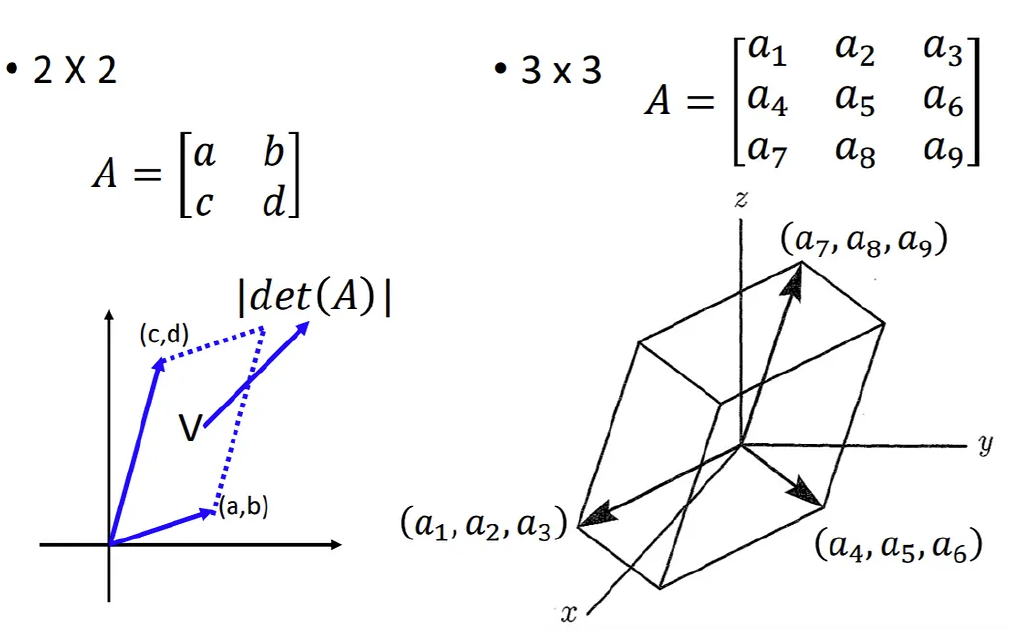 • 2 X 2
A = [a b
c d]
|det(A)|
(c,d)
V
(a,b)
• 3 x 3
A = [a₁ a₂ a₃
a₄ a₅ a₆
a₇ a₈ a₉]
z
(a₇, a₈, a₉)
y
(a₁, a₂, a₃)
(a₄, a₅, a₆)
x